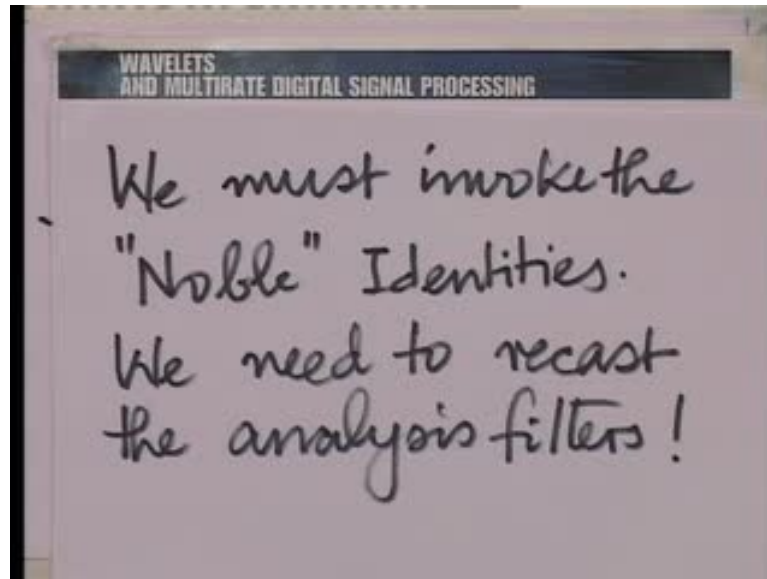 WAVELETS
AND MULTIRATE DIGITAL SIGNAL PROCESSING
We must invoke the
"Noble" Identities.
We need to recast
the analysis filters!